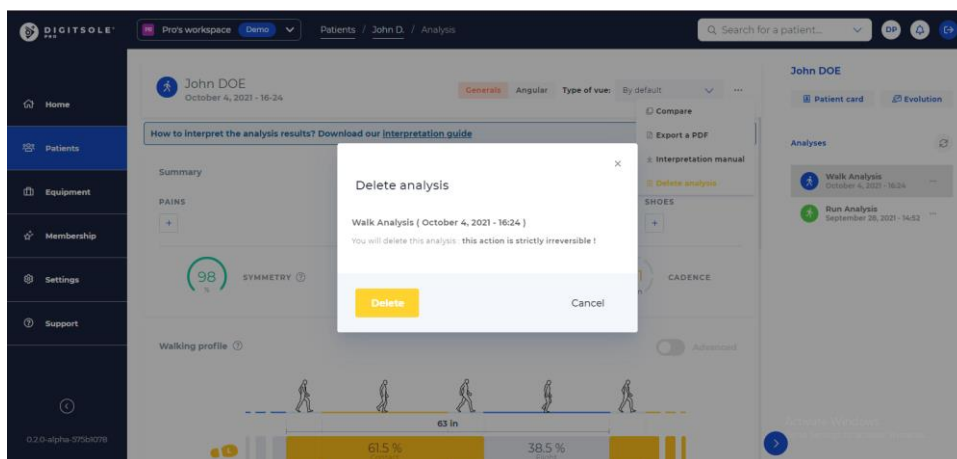 DIGITSOLE
PRO
Pro's workspace Demo
Patients / John D. / Analysis
Search for a patient...
DP
Home
Patients
Equipment
Membership
Settings
Support
0.2.0-alpha-575b9078
John DOE
October 4, 2021 - 16-24
Generals Angular Type of vue: By default
Compare
Export a PDF
Interpretation manual
Delete analysis
How to interpret the analysis results? Download our interpretation guide
Summary
PAINS
+
SHOES
+
98
%
SYMMETRY
CADENCE
Delete analysis
Walk Analysis ( October 4, 2021 - 16:24 )
You will delete this analysis : this action is strictly irreversible !
Delete
Cancel
Walking profile
Advanced
63 in
61.5 %
Contact
38.5 %
John DOE
Patient card
Evolution
Analyses
Walk Analysis
October 4, 2021 - 16:24
Run Analysis
September 28, 2021 - 14:52
Activate Windows